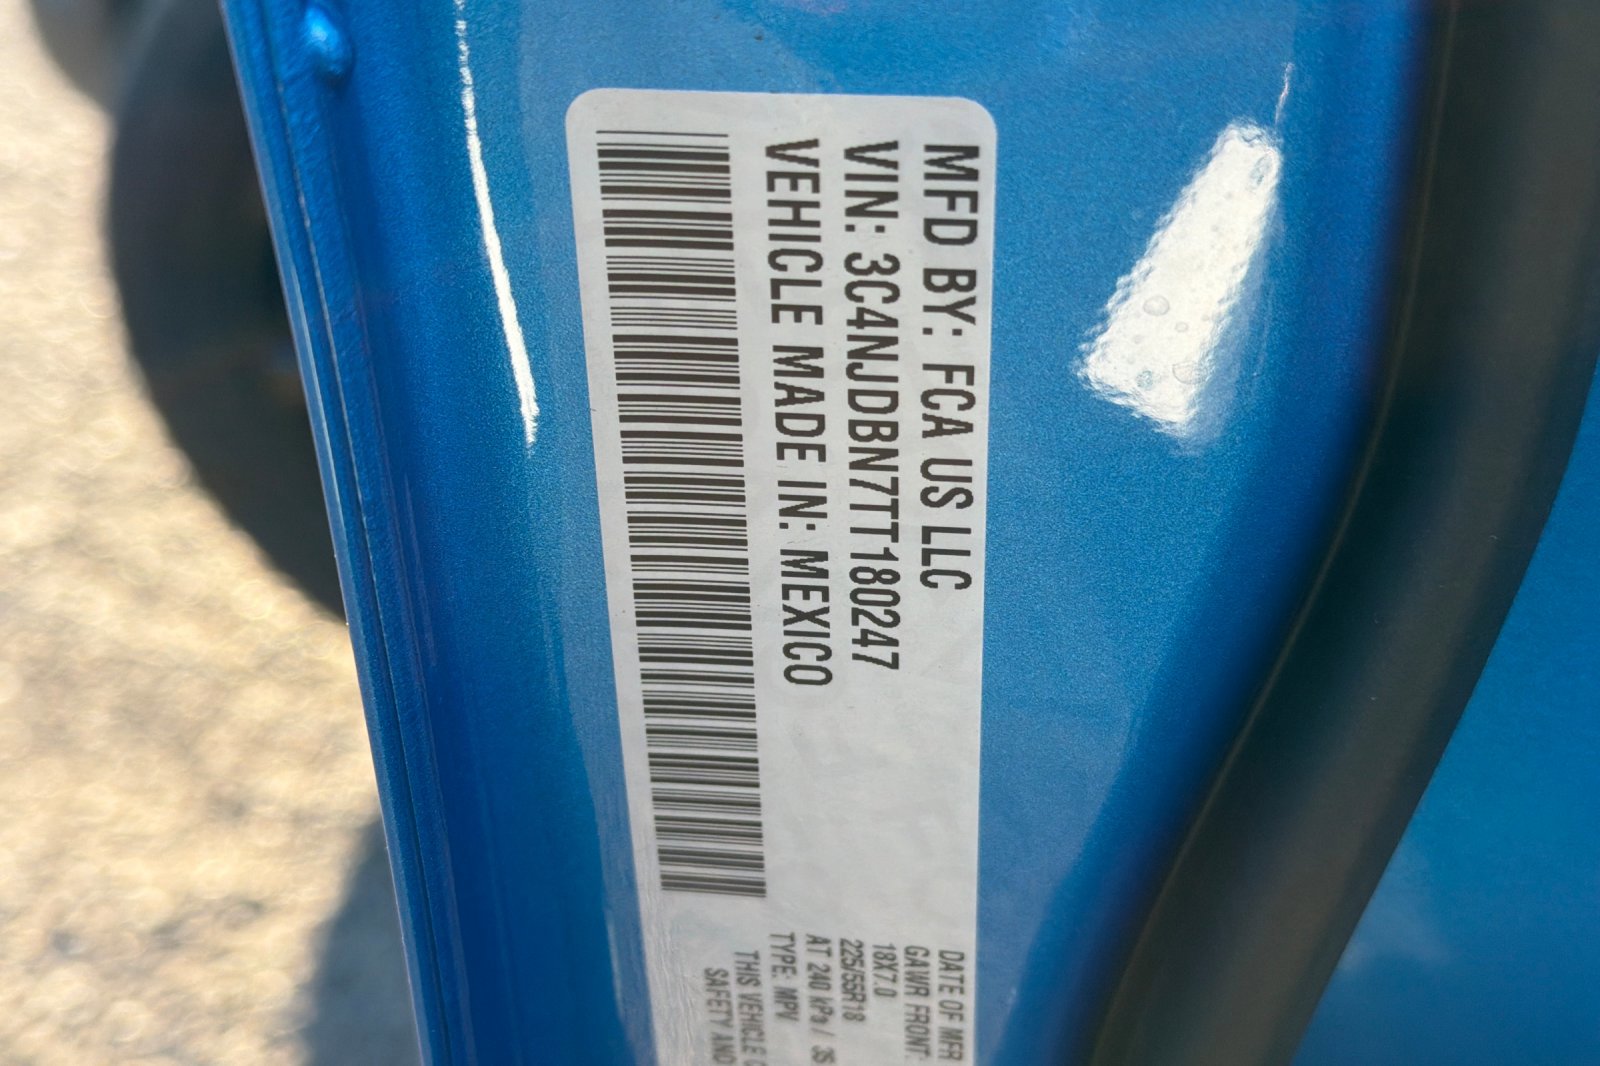 MFD BY: FCA US LLC
VIN: 3C4NJDBN7TT180247
VEHICLE MADE IN: MEXICO
DATE OF MFR
GAWR FRONT:
18X7.0
225/55R18
AT 240 kPa / 35
TYPE: MPV
THIS VEHICLE
SAFETY AND